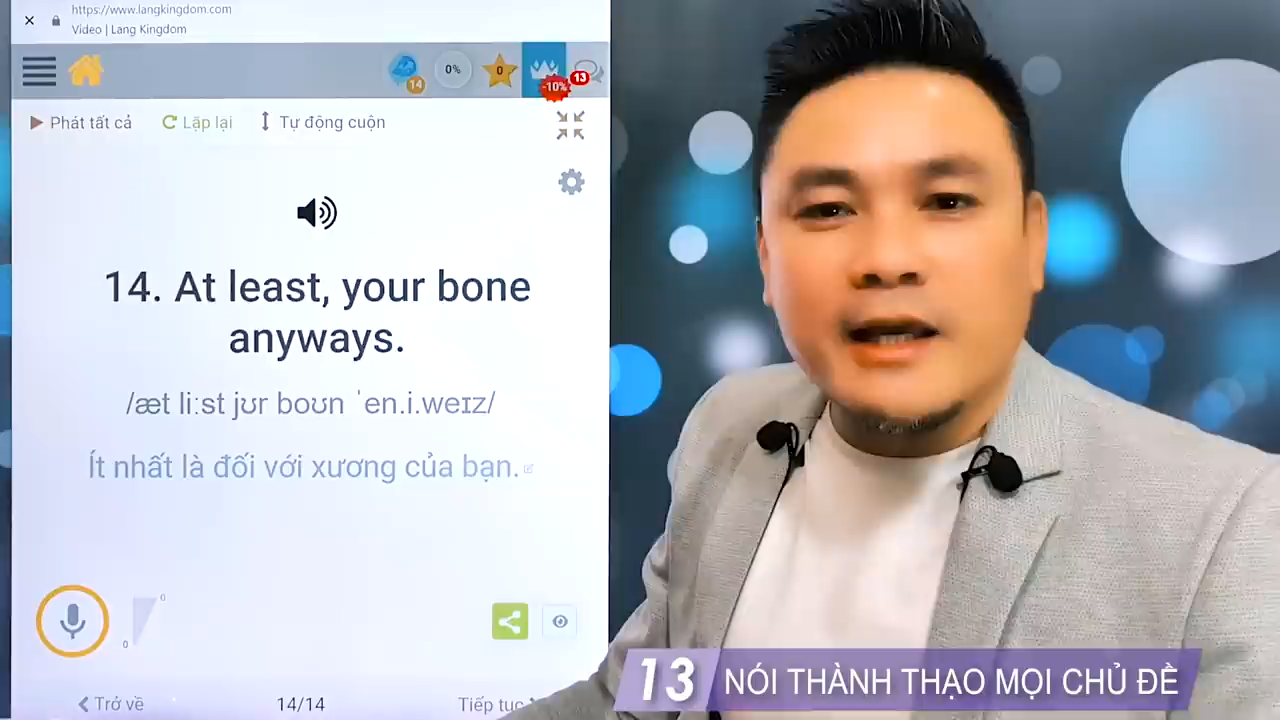 https://www.langkingdom.com
Video | Lang Kingdom
14
0%
0
-10%
13
Phát tất cả
Lặp lại
Tự động cuộn
14. At least, your bone
anyways.
/æt liːst jʊr boʊn ˈen.i.weɪz/
Ít nhất là đối với xương của bạn.
0
0
Trở về
14/14
Tiếp tục
13 NÓI THÀNH THẠO MỌI CHỦ ĐỀ